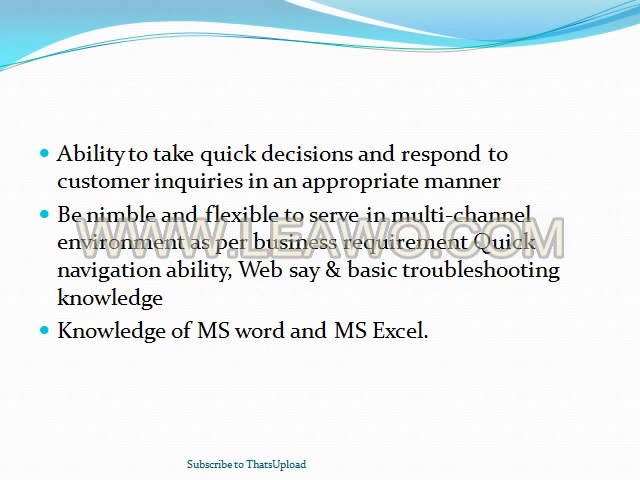 Ability to take quick decisions and respond to
customer inquiries in an appropriate manner
Be nimble and flexible to serve in multi-channel
WWW.LEAWO.COM
environment as per business requirement Quick
navigation ability, Web say & basic troubleshooting
knowledge
Knowledge of MS word and MS Excel.
Subscribe to ThatsUpload